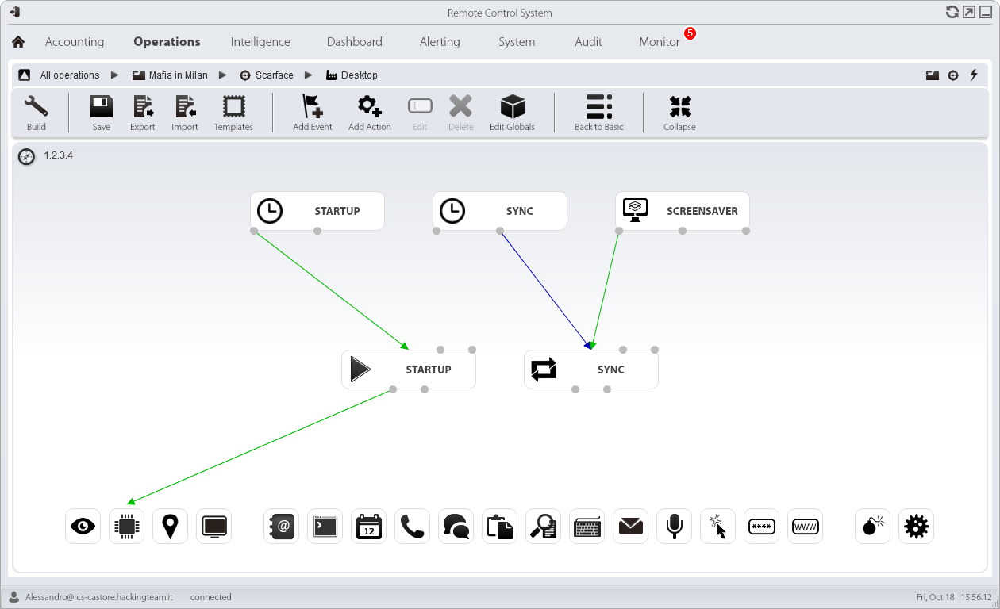 Remote Control System
Accounting Operations Intelligence Dashboard Alerting System Audit Monitor 5
All operations Mafia in Milan Scarface Desktop
Build Save Export Import Templates Add Event Add Action Edit Delete Edit Globals Back to Basic Collapse
1.2.3.4
STARTUP SYNC SCREENSAVER
STARTUP SYNC
@ 12 **** WWW
Alessandro@rcs-castore.hackingteam.it connected Fri, Oct 18 15:56:12